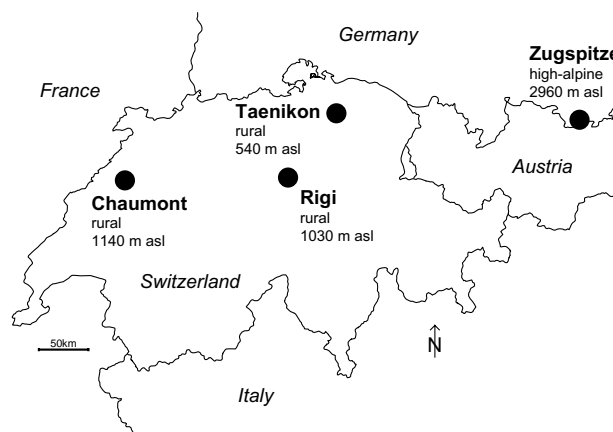 Germany
Zugspitze
high-alpine
2960 m asl
France
Taenikon
rural
540 m asl
Austria
Chaumont
rural
1140 m asl
Rigi
rural
1030 m asl
Switzerland
50km
N
Italy